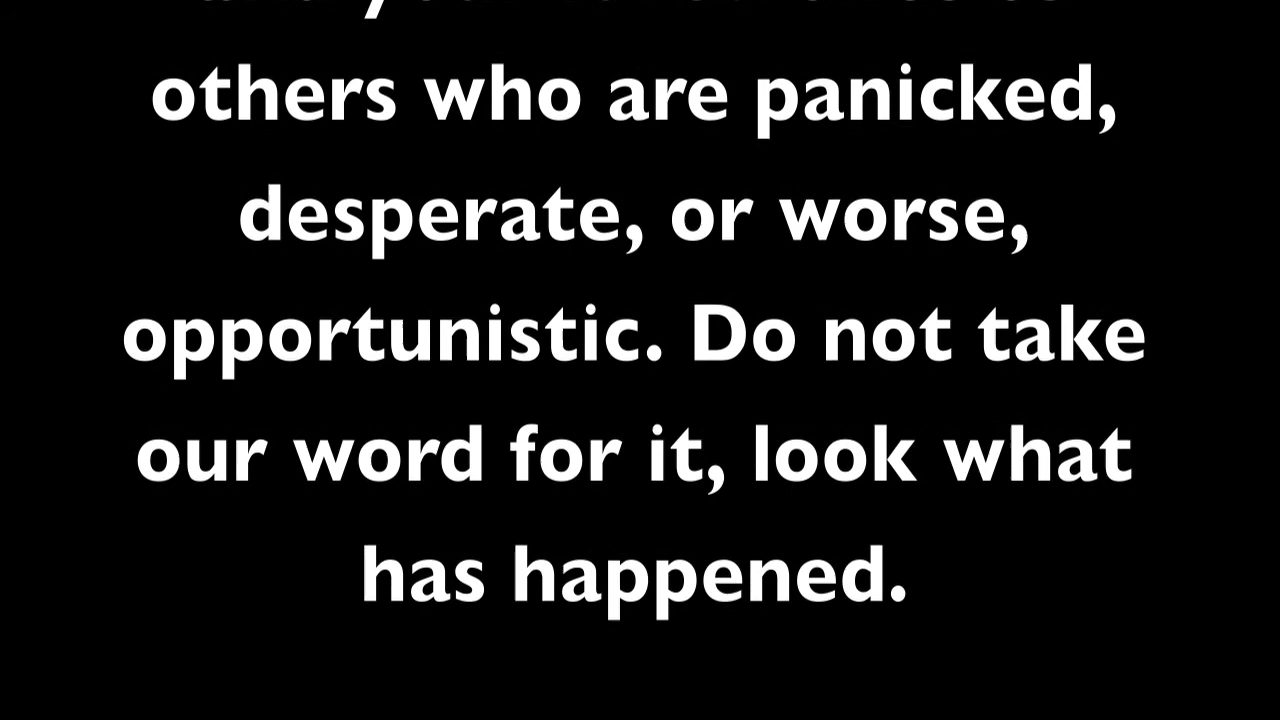 others who are panicked,
desperate, or worse,
opportunistic. Do not take
our word for it, look what
has happened.